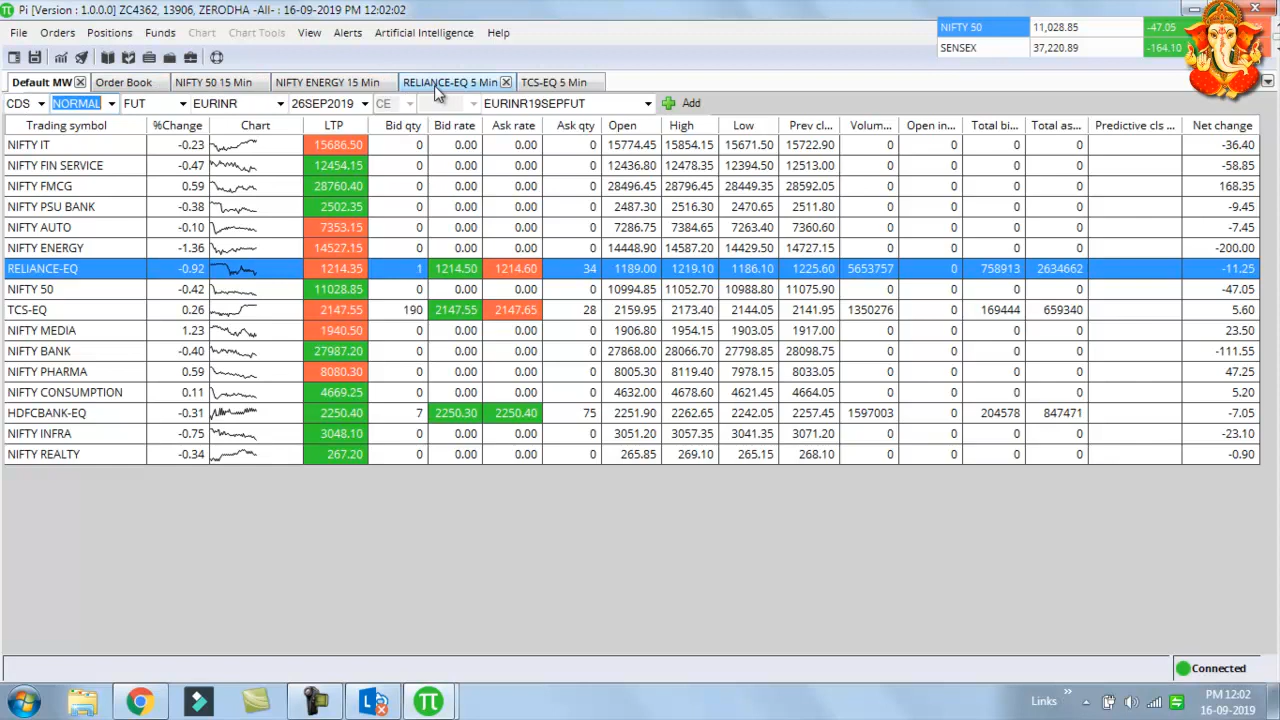 Pi [Version : 1.0.0.0] ZC4362, 13906, ZERODHA -All- : 16-09-2019 12:02:02
File Orders Positions Funds Chart Chart Tools View Alerts Artificial Intelligence Help
NIFTY 50 11,028.85 -47.05
SENSEX 37,220.89 -164.10
Default MW Order Book NIFTY 50 15 Min NIFTY ENERGY 15 Min RELIANCE-EQ 5 Min TCS-EQ 5 Min
CDS NORMAL FUT EURINR 26SEP2019 CE EURINR19SEPFUT Add
Trading symbol %Change Chart LTP Bid qty Bid rate Ask rate Ask qty Open High Low Prev cl... Volum... Open in... Total bi... Total as... Predictive cls ... Net change
NIFTY IT -0.23 15686.50 0 0.00 0.00 0 15774.45 15854.15 15671.50 15722.90 0 0 0 0 -36.40
NIFTY FIN SERVICE -0.47 12454.15 0 0.00 0.00 0 12436.80 12478.35 12394.50 12513.00 0 0 0 0 -58.85
NIFTY FMCG 0.59 28760.40 0 0.00 0.00 0 28496.45 28796.45 28449.35 28592.05 0 0 0 0 168.35
NIFTY PSU BANK -0.38 2502.35 0 0.00 0.00 0 2487.30 2516.30 2470.65 2511.80 0 0 0 0 -9.45
NIFTY AUTO -0.10 7353.15 0 0.00 0.00 0 7286.75 7364.65 7263.40 7360.60 0 0 0 0 -7.45
NIFTY ENERGY -1.36 14527.15 0 0.00 0.00 0 14448.90 14587.20 14429.50 14727.15 0 0 0 0 -200.00
RELIANCE-EQ -0.92 1214.35 1 1214.50 1214.60 34 1189.00 1219.10 1186.10 1225.60 5653757 0 758913 2634662 -11.25
NIFTY 50 -0.42 11028.85 0 0.00 0.00 0 10994.85 11052.70 10988.80 11075.90 0 0 0 0 -47.05
TCS-EQ 0.26 2147.55 190 2147.55 2147.65 28 2159.95 2173.40 2144.05 2141.95 1350276 0 169444 659340 5.60
NIFTY MEDIA 1.23 1940.50 0 0.00 0.00 0 1906.80 1954.15 1903.05 1917.00 0 0 0 0 23.50
NIFTY BANK -0.40 27987.20 0 0.00 0.00 0 27868.00 28066.70 27798.85 28098.75 0 0 0 0 -111.55
NIFTY PHARMA 0.59 8080.30 0 0.00 0.00 0 8005.30 8119.40 7978.15 8033.05 0 0 0 0 47.25
NIFTY CONSUMPTION 0.11 4669.25 0 0.00 0.00 0 4632.00 4678.60 4621.45 4664.05 0 0 0 0 5.20
HDFCBANK-EQ -0.31 2250.40 7 2250.30 2250.40 75 2251.90 2262.65 2242.05 2257.45 1597003 0 204578 847471 -7.05
NIFTY INFRA -0.75 3048.10 0 0.00 0.00 0 3051.20 3057.35 3041.35 3071.20 0 0 0 0 -23.10
NIFTY REALTY -0.34 267.20 0 0.00 0.00 0 265.85 269.10 265.15 268.10 0 0 0 0 -0.90
Connected
Links
PM 12:02
16-09-2019